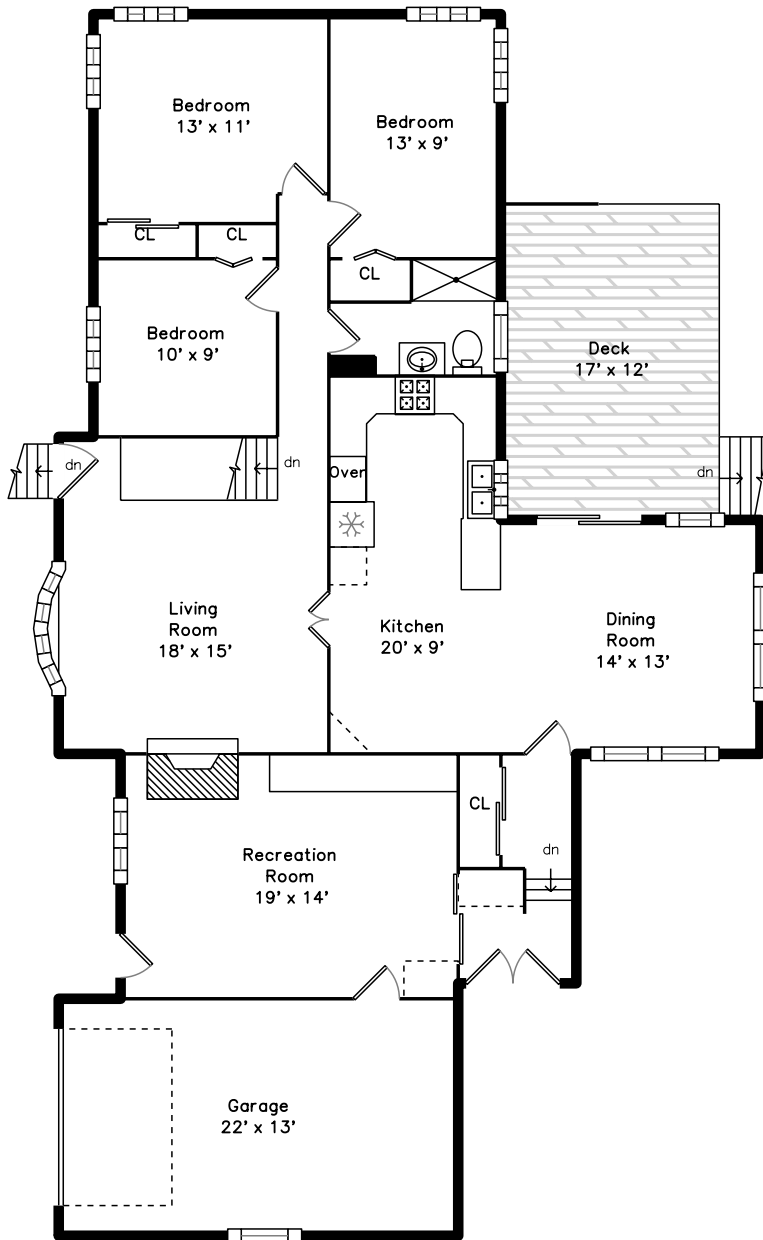 Bedroom
13' x 11'
Bedroom
13' x 9'
CL
CL
CL
Bedroom
10' x 9'
Deck
17' x 12'
dn
dn
Oven
dn
Living
Room
18' x 15'
Kitchen
20' x 9'
Dining
Room
14' x 13'
CL
Recreation
Room
19' x 14'
dn
Garage
22' x 13'